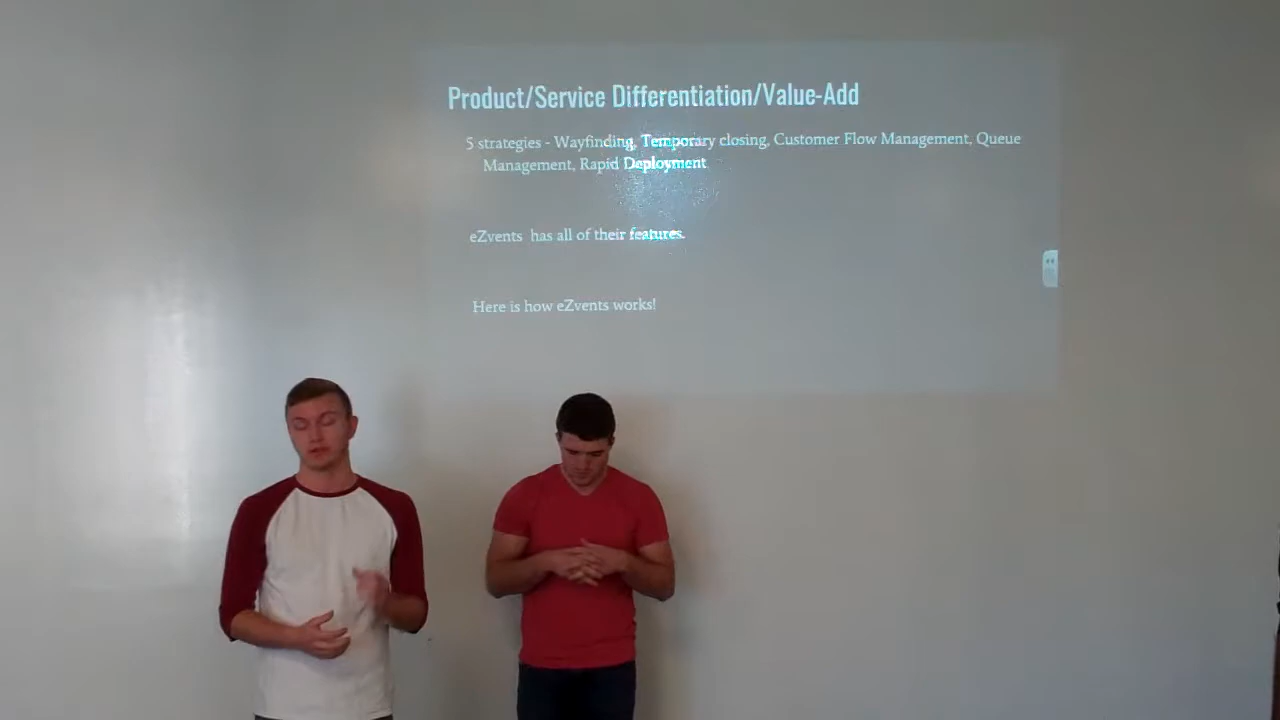 Product/Service Differentiation/Value-Add
5 strategies - Wayfinding, Temporary closing, Customer Flow Management, Queue
Management, Rapid Deployment
eZvents has all of their features.
Here is how eZvents works!